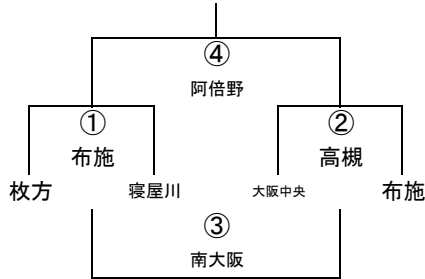 ④
阿倍野
① ②
布施 高槻
枚方 寝屋川 大阪中央 布施
③
南大阪